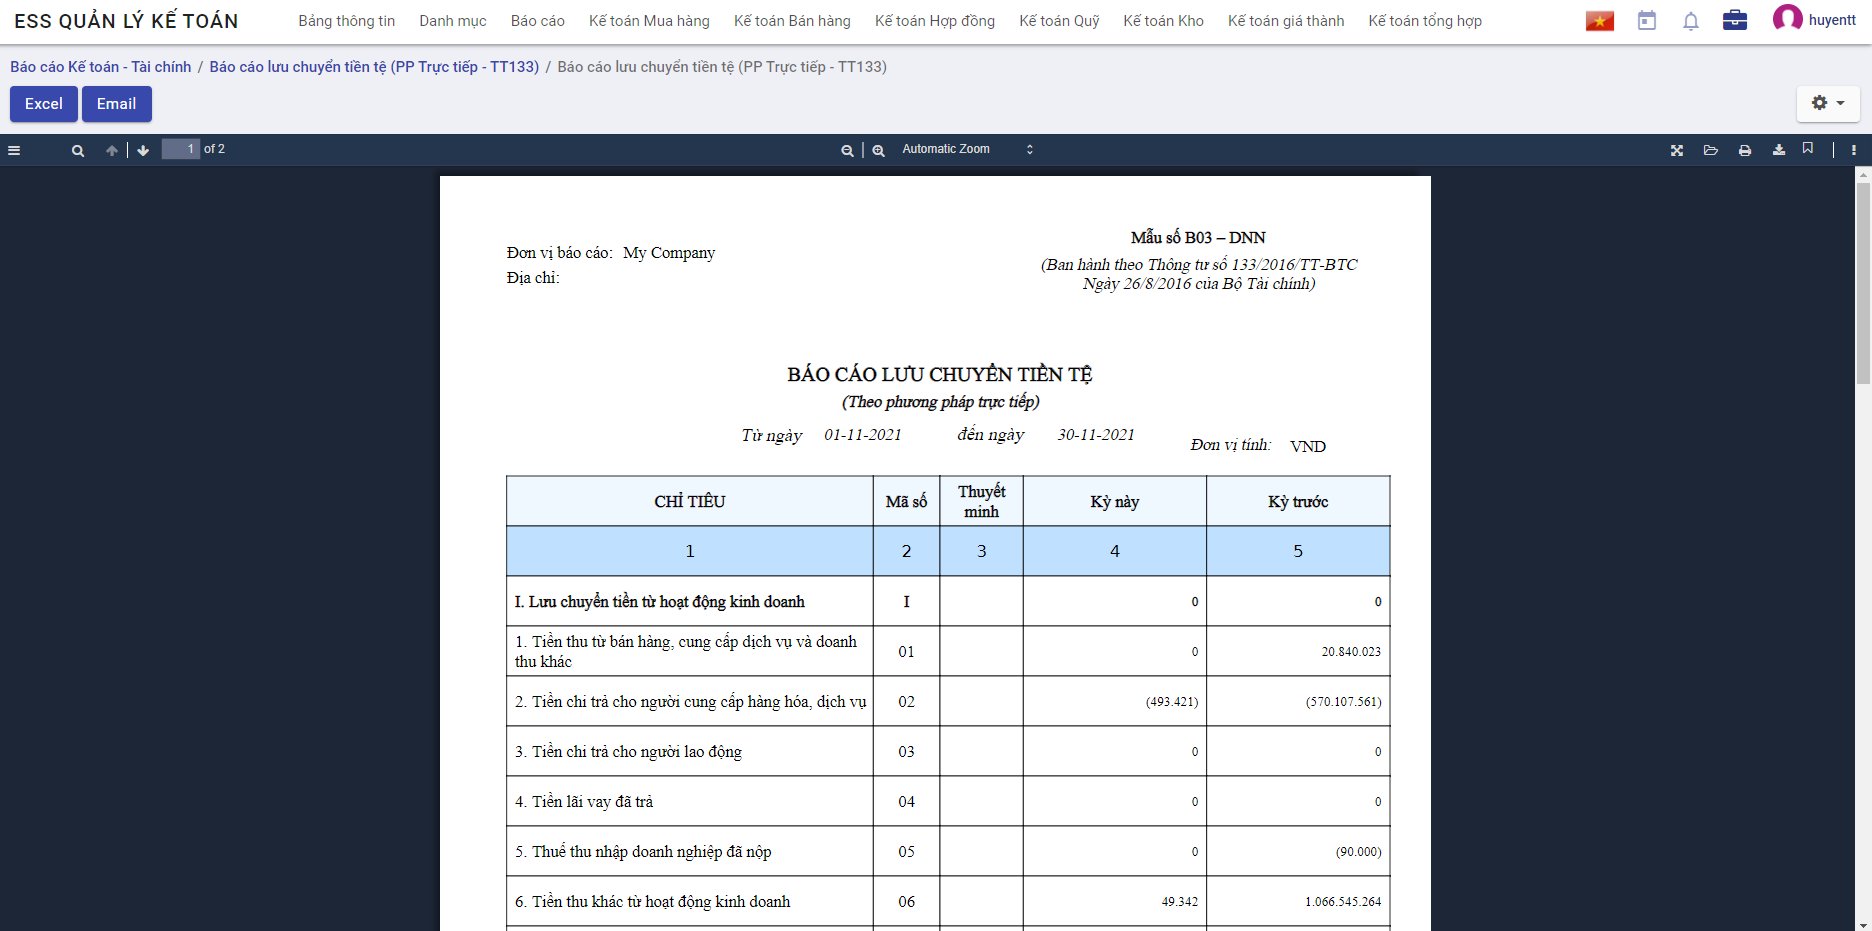 ESS QUẢN LÝ KẾ TOÁN
Bảng thông tin Danh mục Báo cáo Kế toán Mua hàng Kế toán Bán hàng Kế toán Hợp đồng Kế toán Quỹ Kế toán Kho Kế toán giá thành Kế toán tổng hợp
huyentt
Báo cáo Kế toán - Tài chính / Báo cáo lưu chuyển tiền tệ (PP Trực tiếp - TT133) / Báo cáo lưu chuyển tiền tệ (PP Trực tiếp - TT133)
Excel Email
1 of 2 Automatic Zoom
Đơn vị báo cáo: My Company
Địa chỉ:
Mẫu số B03 – DNN
(Ban hành theo Thông tư số 133/2016/TT-BTC
Ngày 26/8/2016 của Bộ Tài chính)
BÁO CÁO LƯU CHUYỂN TIỀN TỆ
(Theo phương pháp trực tiếp)
Từ ngày 01-11-2021 đến ngày 30-11-2021
Đơn vị tính: VND
CHỈ TIÊU Mã số Thuyết minh Kỳ này Kỳ trước
1 2 3 4 5
I. Lưu chuyển tiền từ hoạt động kinh doanh I 0 0
1. Tiền thu từ bán hàng, cung cấp dịch vụ và doanh
thu khác 01 0 20.840.023
2. Tiền chi trả cho người cung cấp hàng hóa, dịch vụ 02 (493.421) (570.107.561)
3. Tiền chi trả cho người lao động 03 0 0
4. Tiền lãi vay đã trả 04 0 0
5. Thuế thu nhập doanh nghiệp đã nộp 05 0 (90.000)
6. Tiền thu khác từ hoạt động kinh doanh 06 49.342 1.066.545.264